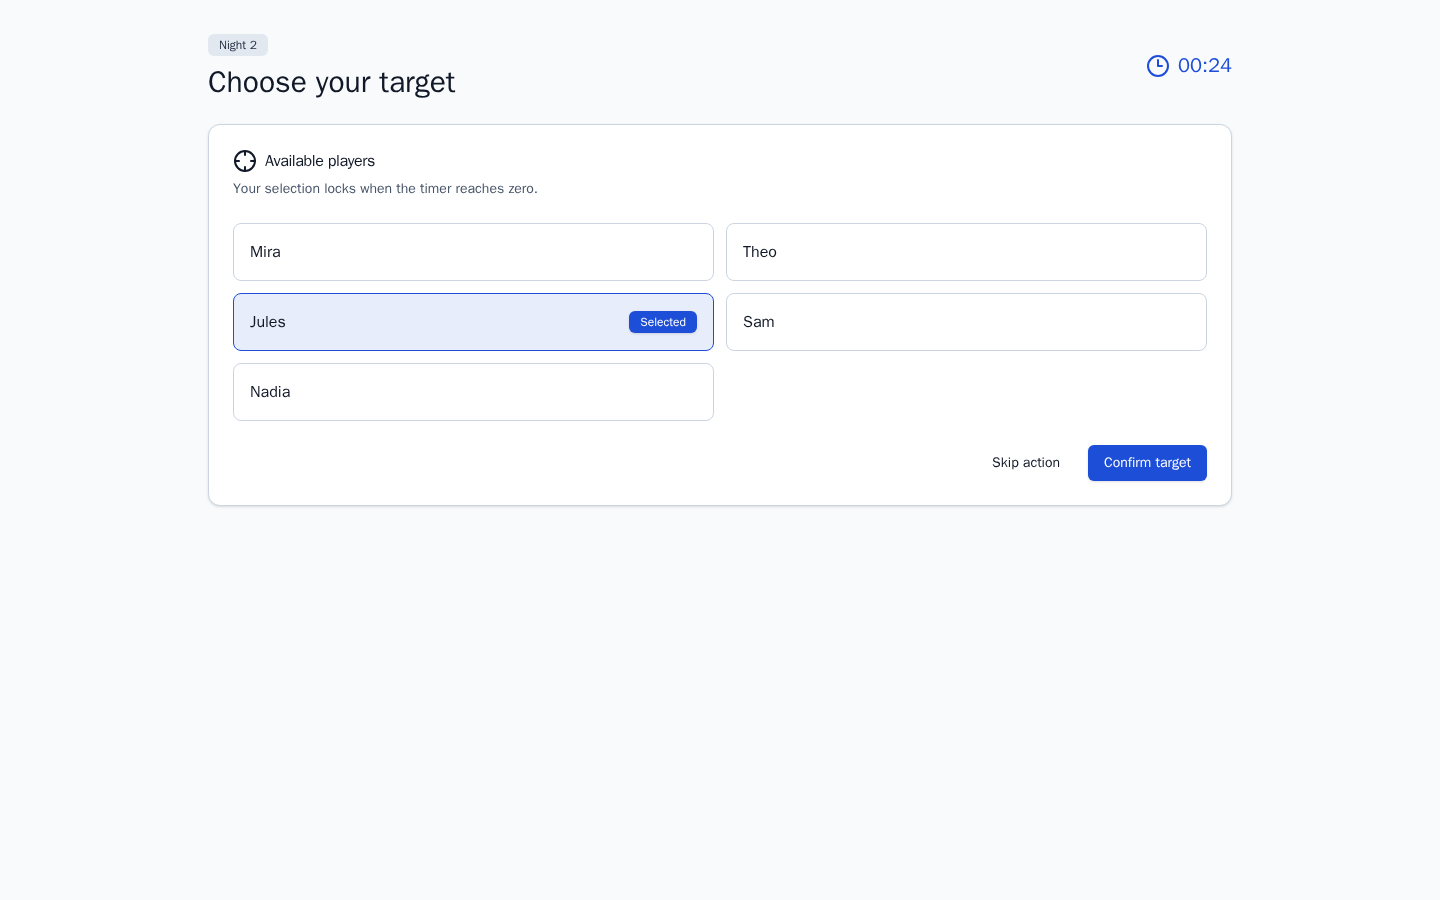 Night 2
Choose your target
00:24
Available players
Your selection locks when the timer reaches zero.
Mira
Theo
Jules
Selected
Sam
Nadia
Skip action
Confirm target